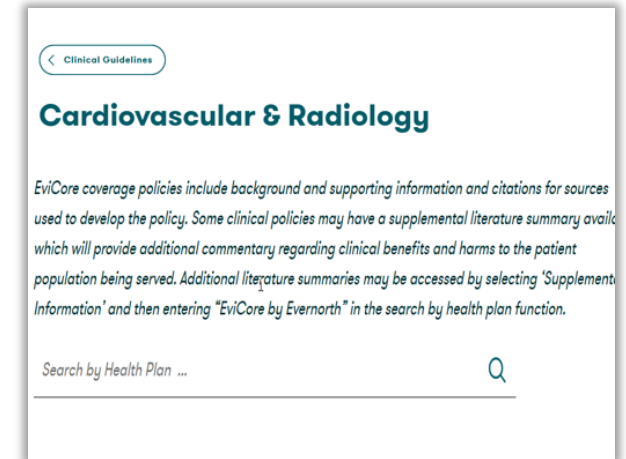 Clinical Guidelines
Cardiovascular & Radiology
EviCore coverage policies include background and supporting information and citations for sources
used to develop the policy. Some clinical policies may have a supplemental literature summary availa
which will provide additional commentary regarding clinical benefits and harms to the patient
population being served. Additional literature summaries may be accessed by selecting ‘Supplemente
Information’ and then entering “EviCore by Evernorth” in the search by health plan function.
Search by Health Plan ...